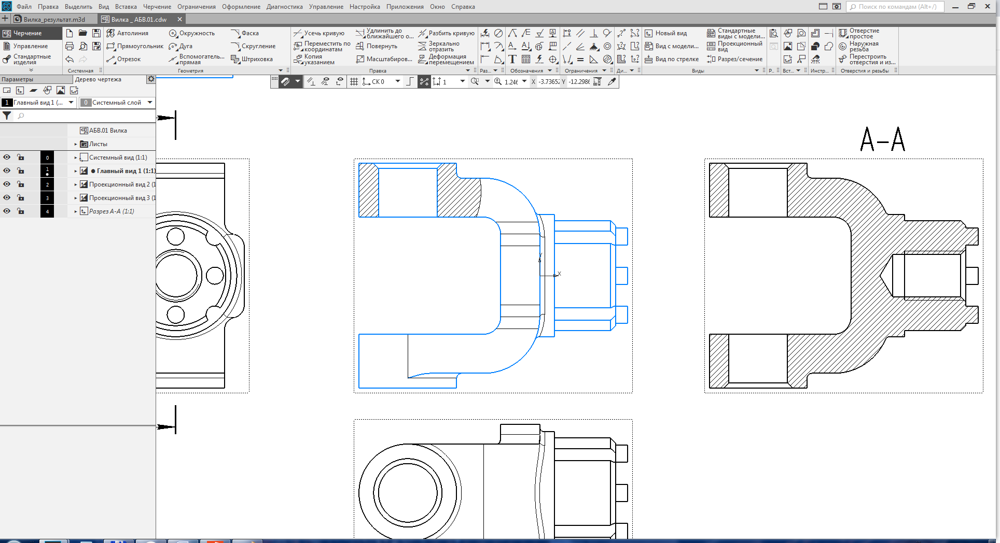 Файл Правка Выделить Вид Вставка Черчение Ограничения Оформление Диагностика Управление Настройка Приложения Окно Справка Поиск по командам (Alt+/)
Вилка_результат.m3d Вилка _ АБВ.01.cdw
Черчение Автолиния Окружность Фаска Усечь кривую Удлинить до ближайшего о... Разбить кривую Новый вид Стандартные виды с модели... Отверстие простое
Управление Прямоугольник Дуга Скругление Переместить по координатам Повернуть Зеркально отразить Вид с модели... Проекционный вид Наружная резьба
Стандартные изделия Отрезок Вспомогатель... прямая Штриховка Копия указанием Масштабиров... Деформация перемещением Вид по стрелке Разрез/сечение Перестроить отверстия и из...
Системная Геометрия Правка Раз... Обозначения Ограничения Ди... Виды Р... Вст... Инстр... Отверстия и резьбы
Параметры Дерево чертежа СК 0 1 1.246 X -3.7365 Y -12.298
1 Главный вид 1 (... 0 Системный слой
АБВ.01 Вилка
Листы
0 Системный вид (1:1)
1 Главный вид 1 (1:1)
2 Проекционный вид 2 (1
3 Проекционный вид 3 (1
4 Разрез А-А (1:1)
А-А
Y
X